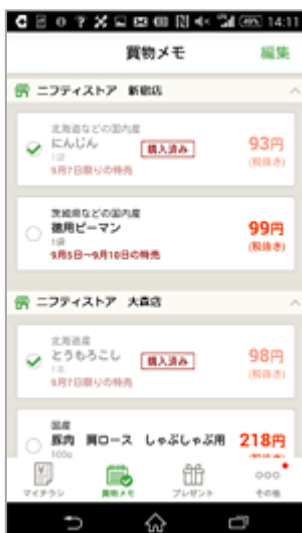 49%
14:11
買物メモ
編集
ニフティストア 新宿店
北海道などの国内産
にんじん
1袋
購入済み
93円
(税抜き)
9月7日限りの特売
茨城県などの国内産
徳用ピーマン
1袋
99円
(税抜き)
9月5日〜9月10日の特売
ニフティストア 大森店
北海道産
とうもろこし
1本
購入済み
98円
(税抜き)
9月7日限りの特売
国産
豚肉 肩ロース しゃぶしゃぶ用
218円
100g
マイチラシ
買物メモ
プレゼント
その他